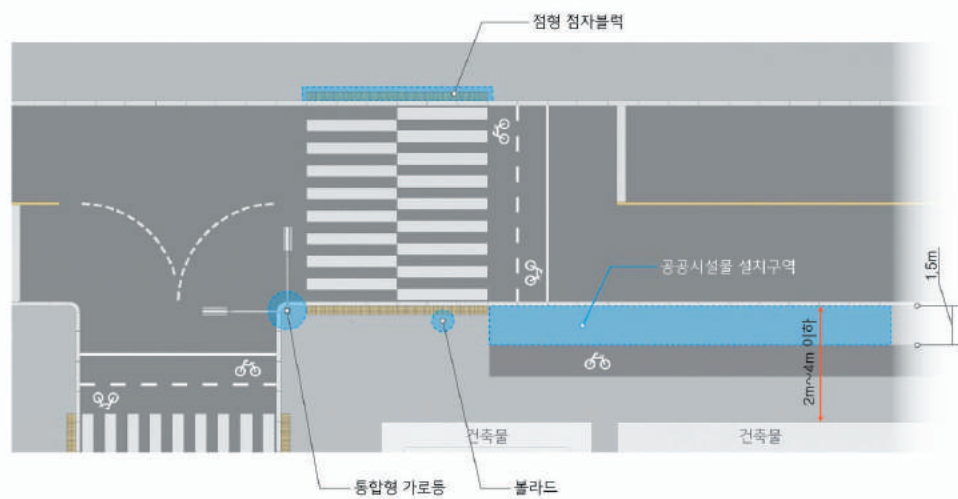 점형 점자블럭
공공시설물 설치구역
1.5m
2m~4m 이하
건축물
건축물
통합형 가로등
볼라드